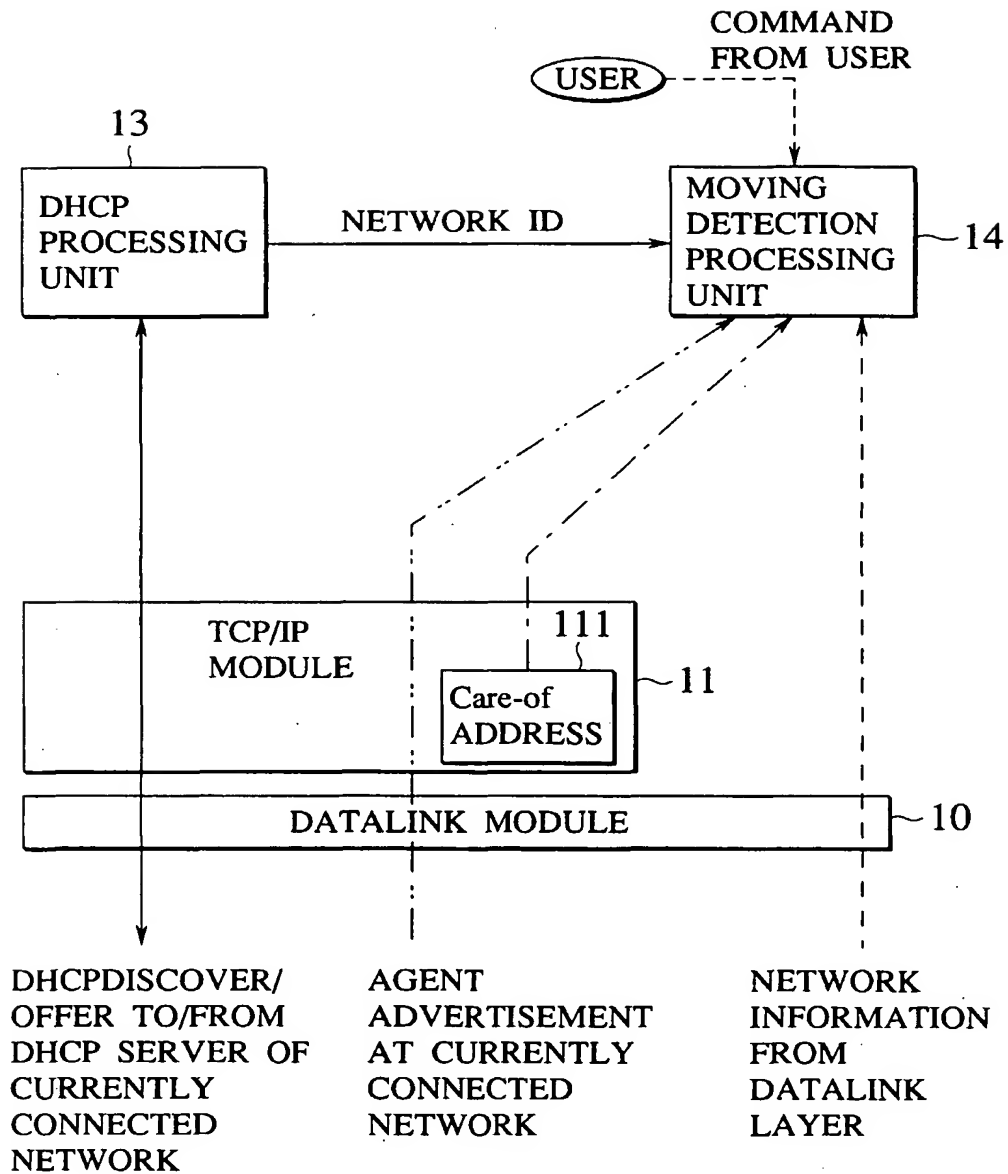 COMMAND
FROM USER
USER
13
DHCP
PROCESSING
UNIT
NETWORK ID
MOVING
DETECTION
PROCESSING
UNIT
14
TCP/IP
MODULE
111
Care-of
ADDRESS
11
DATALINK MODULE
10
DHCPDISCOVER/
OFFER TO/FROM
DHCP SERVER OF
CURRENTLY
CONNECTED
NETWORK
AGENT
ADVERTISEMENT
AT CURRENTLY
CONNECTED
NETWORK
NETWORK
INFORMATION
FROM
DATALINK
LAYER